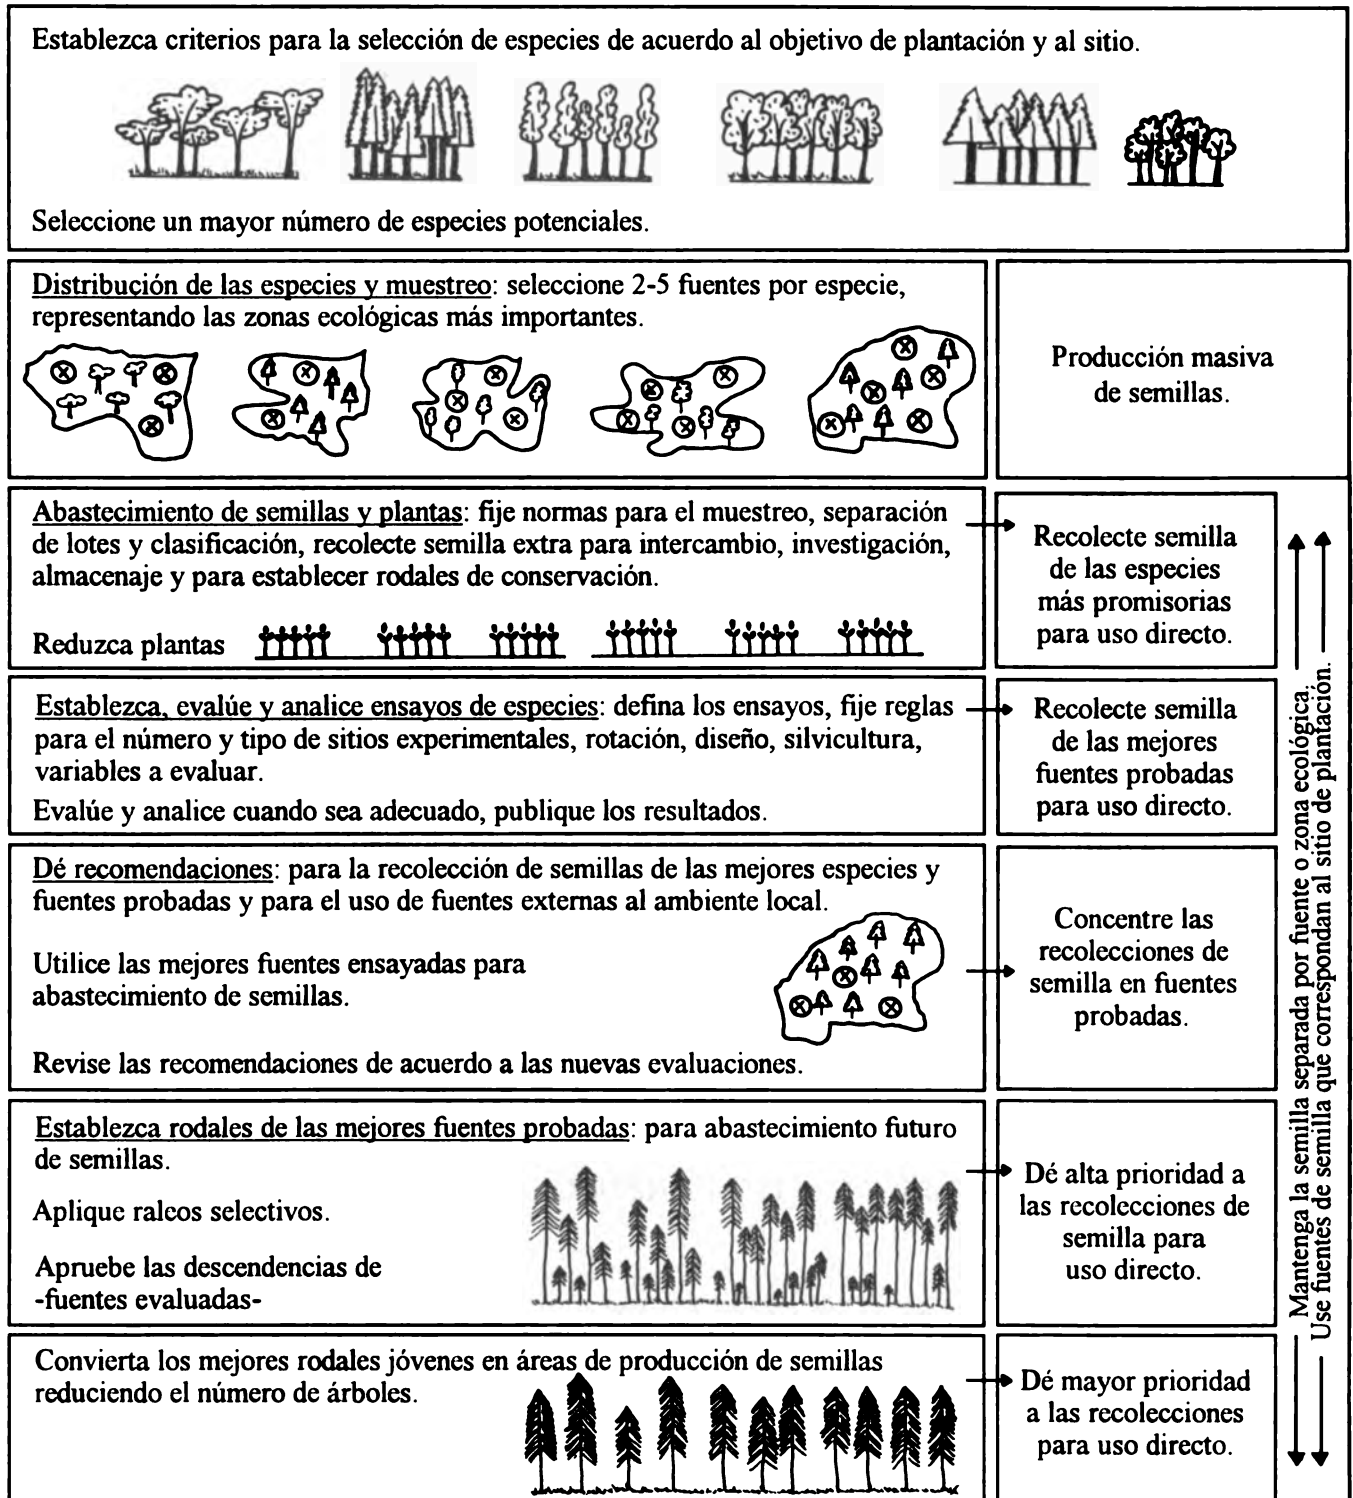 Establezca criterios para la selección de especies de acuerdo al objetivo de plantación y al sitio.
Seleccione un mayor número de especies potenciales.
Distribución de las especies y muestreo: seleccione 2-5 fuentes por especie,
representando las zonas ecológicas más importantes.
Producción masiva
de semillas.
Abastecimiento de semillas y plantas: fije normas para el muestreo, separación
de lotes y clasificación, recolecte semilla extra para intercambio, investigación,
almacenaje y para establecer rodales de conservación.
Reduzca plantas
Recolecte semilla
de las especies
más promisorias
para uso directo.
Establezca, evalúe y analice ensayos de especies: defina los ensayos, fije reglas
para el número y tipo de sitios experimentales, rotación, diseño, silvicultura,
variables a evaluar.
Evalúe y analice cuando sea adecuado, publique los resultados.
Recolecte semilla
de las mejores
fuentes probadas
para uso directo.
Dé recomendaciones: para la recolección de semillas de las mejores especies y
fuentes probadas y para el uso de fuentes externas al ambiente local.
Utilice las mejores fuentes ensayadas para
abastecimiento de semillas.
Revise las recomendaciones de acuerdo a las nuevas evaluaciones.
Concentre las
recolecciones de
semilla en fuentes
probadas.
Establezca rodales de las mejores fuentes probadas: para abastecimiento futuro
de semillas.
Aplique raleos selectivos.
Apruebe las descendencias de
-fuentes evaluadas-
Dé alta prioridad a
las recolecciones de
semilla para
uso directo.
Convierta los mejores rodales jóvenes en áreas de producción de semillas
reduciendo el número de árboles.
Dé mayor prioridad
a las recolecciones
para uso directo.
Mantenga la semilla separada por fuente o zona ecológica.
Use fuentes de semilla que correspondan al sitio de plantación.